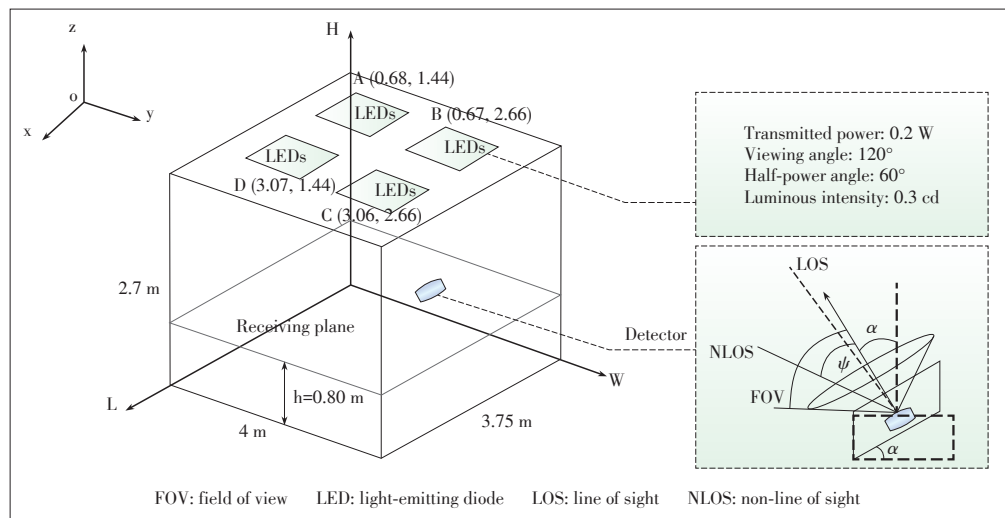 z
o
x
y
H
A (0.68, 1.44)
LEDs
B (0.67, 2.66)
LEDs
LEDs
D (3.07, 1.44)
LEDs
C (3.06, 2.66)
2.7 m
Receiving plane
h=0.80 m
L
W
4 m
3.75 m
Detector
Transmitted power: 0.2 W
Viewing angle: 120°
Half-power angle: 60°
Luminous intensity: 0.3 cd
LOS
NLOS
FOV
α
ψ
α
FOV: field of view LED: light-emitting diode LOS: line of sight NLOS: non-line of sight